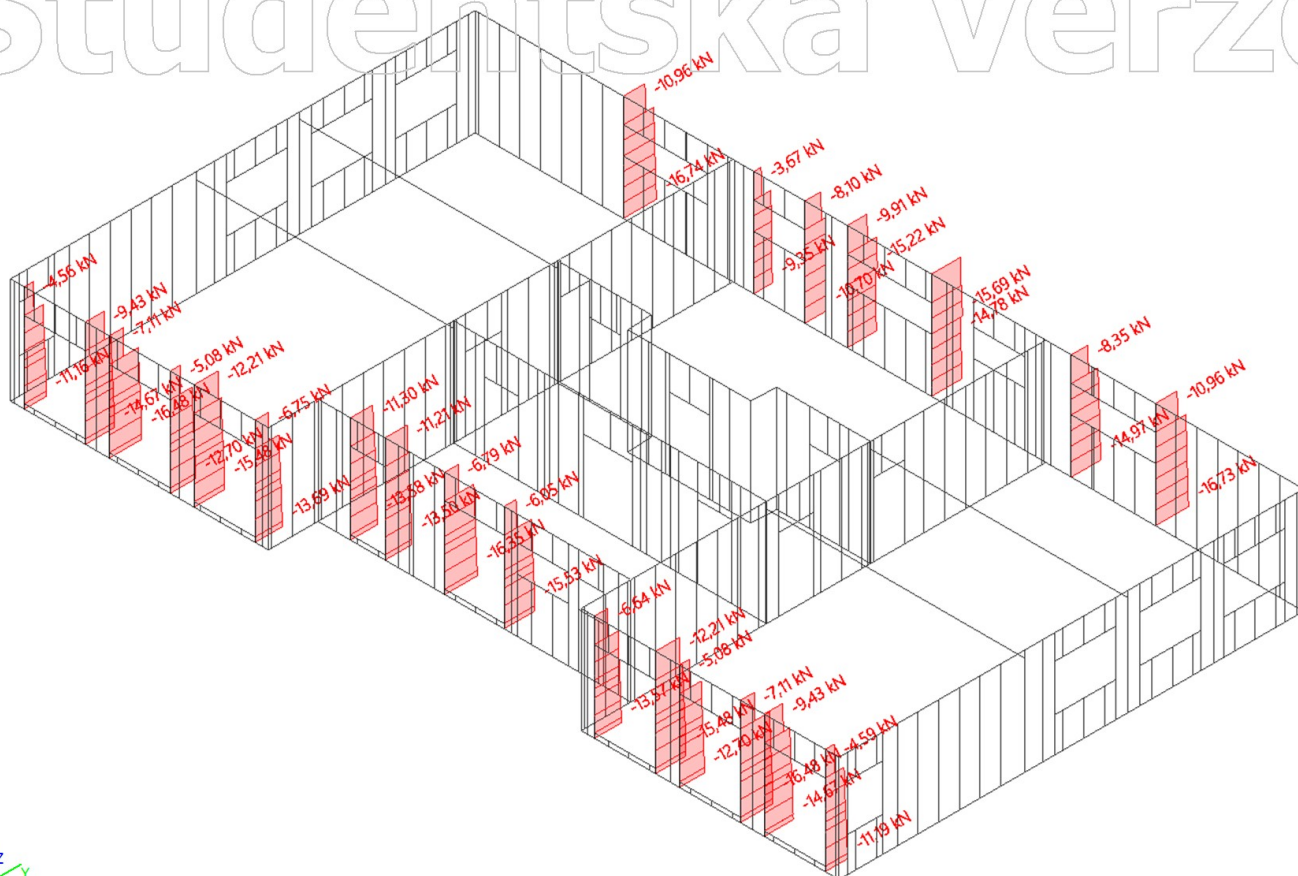 Studentská verze
-10,96 kN
-16,74 kN
-3,67 kN
-8,10 kN
-9,91 kN
-15,22 kN
-9,35 kN
-10,70 kN
-15,69 kN
-14,78 kN
-8,35 kN
-14,97 kN
-10,96 kN
-16,73 kN
-4,56 kN
-9,43 kN
-7,11 kN
-11,16 kN
-5,08 kN
-12,21 kN
-14,67 kN
-16,48 kN
-6,75 kN
-12,70 kN
-15,48 kN
-13,69 kN
-11,30 kN
-11,21 kN
-13,58 kN
-13,50 kN
-6,79 kN
-6,05 kN
-16,35 kN
-15,53 kN
-6,64 kN
-12,21 kN
-5,08 kN
-13,57 kN
-15,48 kN
-12,70 kN
-7,11 kN
-9,43 kN
-16,48 kN
-4,59 kN
-14,67 kN
-11,19 kN
Z
Y